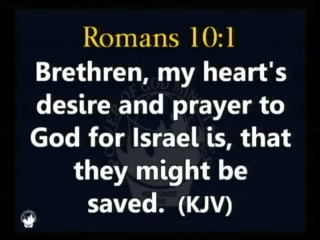 Romans 10:1
Brethren, my heart's
desire and prayer to
God for Israel is, that
they might be
saved. (KJV)